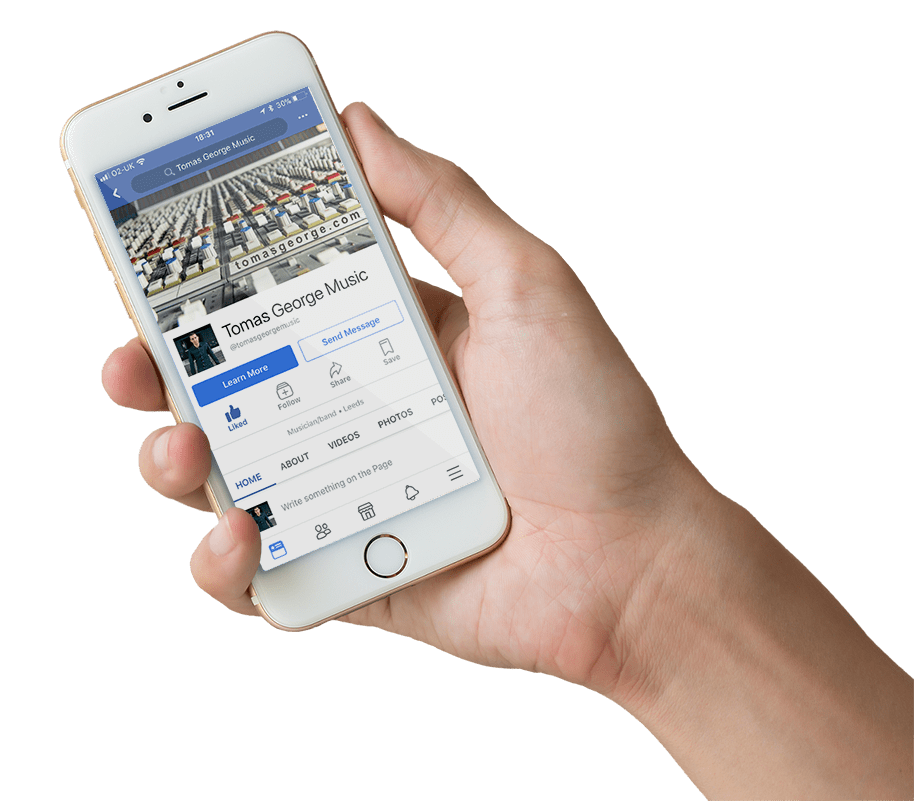 O2-UK 18:31 30%
Tomas George Music
tomasgeorge.com
Tomas George Music
@tomasgeorgemusic
Learn More Send Message
Liked Follow Share Save
Musician/band • Leeds
HOME ABOUT VIDEOS PHOTOS POS
Write something on the Page